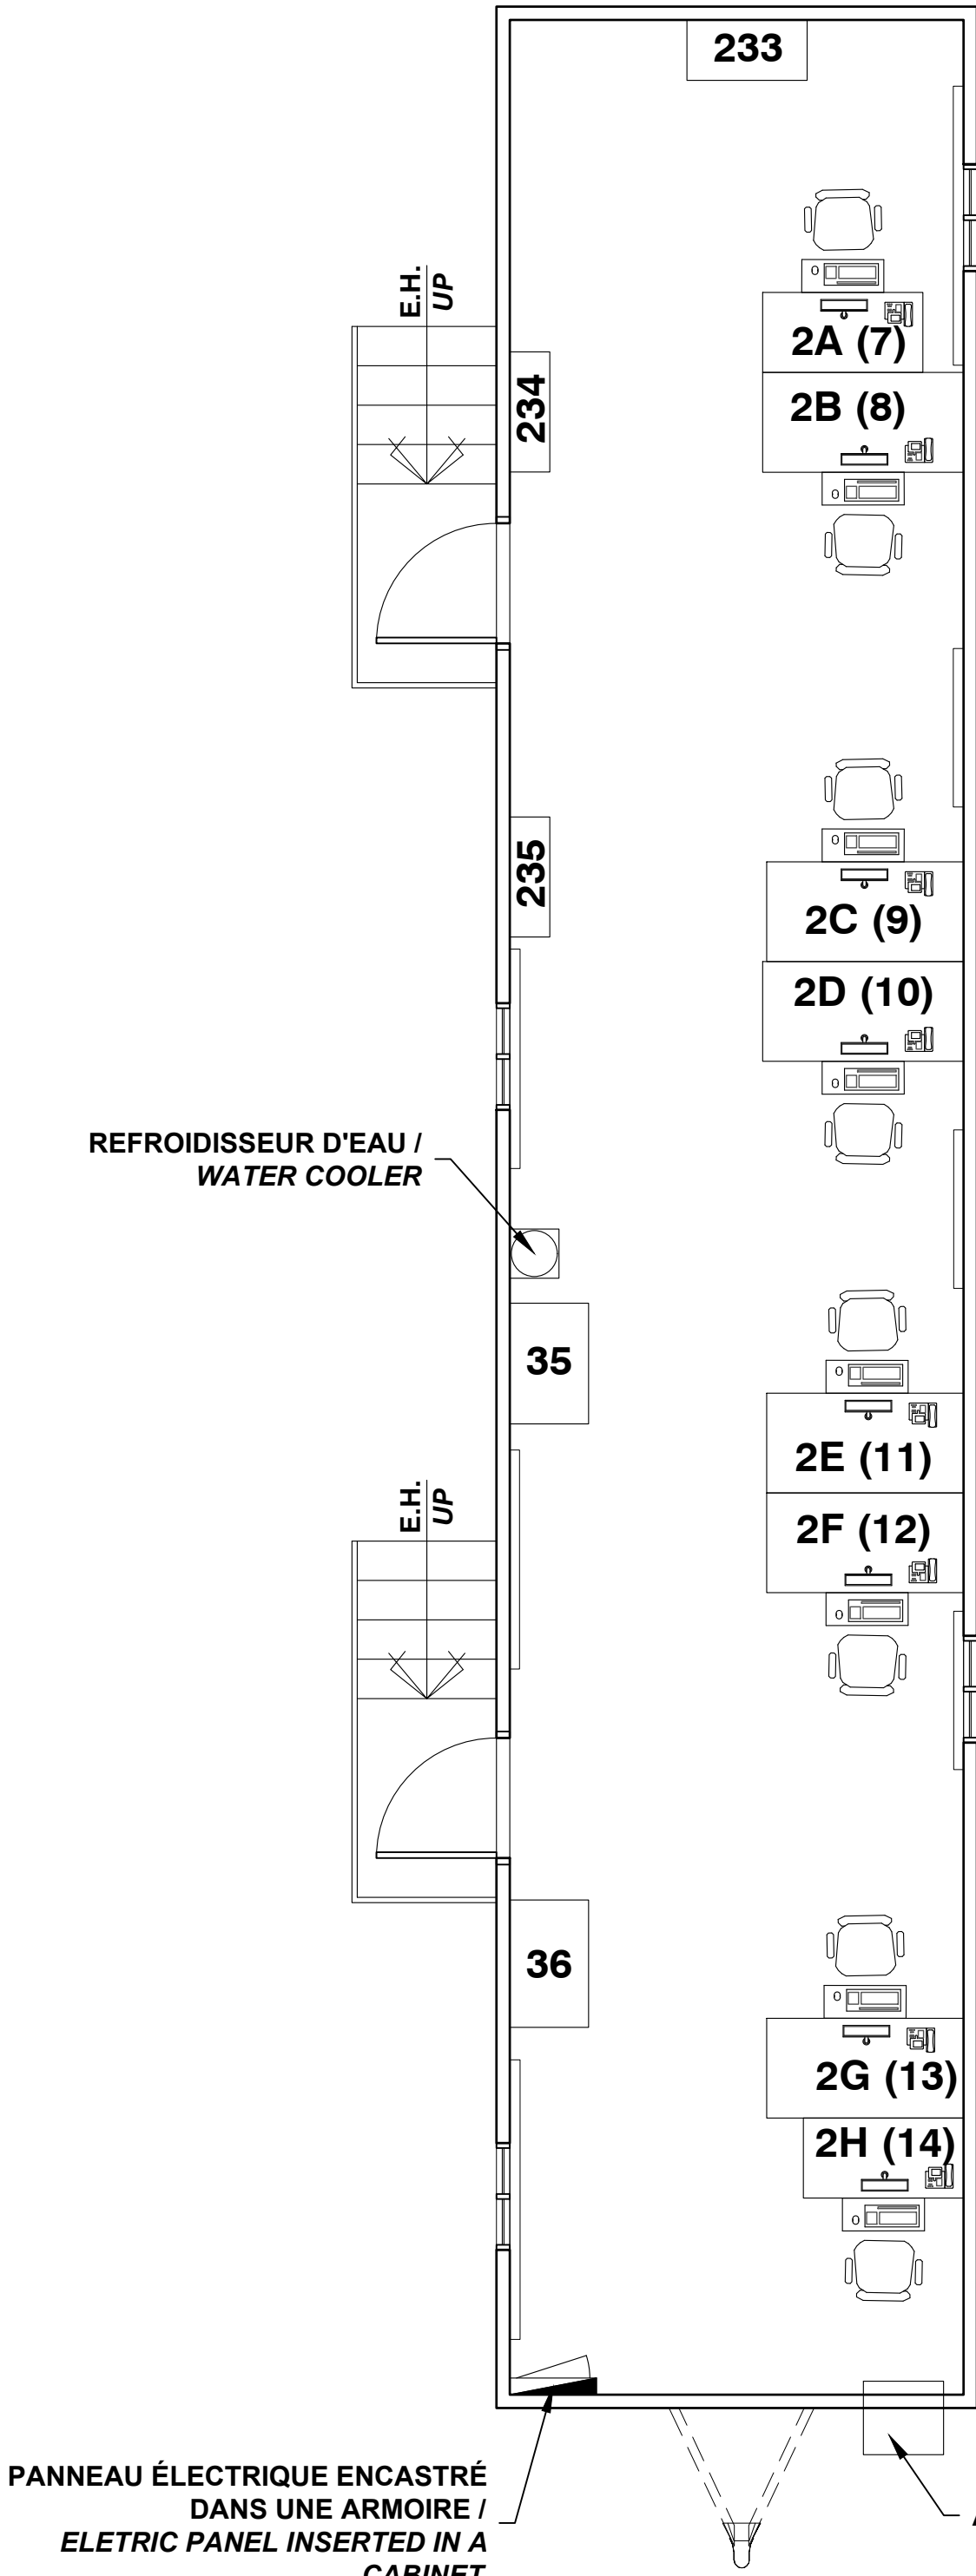 233
E.H.
UP
2A (7)
234
2B (8)
235
2C (9)
2D (10)
REFROIDISSEUR D'EAU /
WATER COOLER
35
2E (11)
E.H.
UP
2F (12)
36
2G (13)
2H (14)
PANNEAU ÉLECTRIQUE ENCASTRÉ
DANS UNE ARMOIRE /
ELETRIC PANEL INSERTED IN A
CABINET